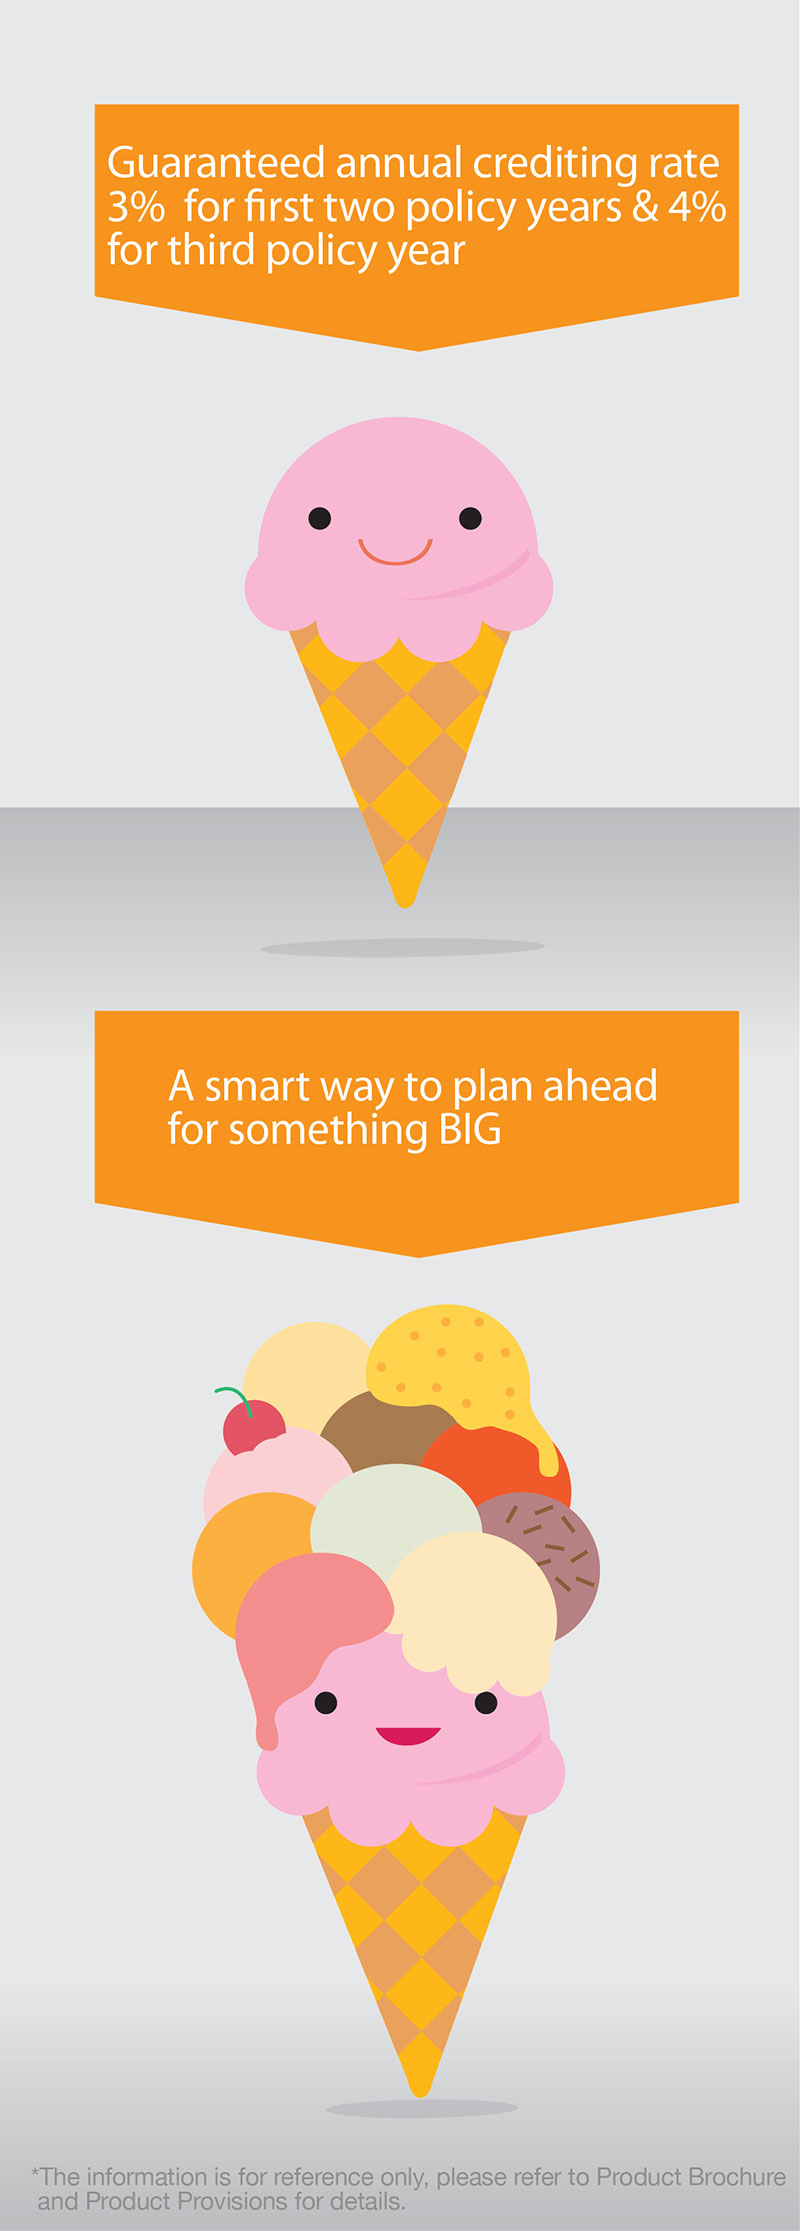 Guaranteed annual crediting rate
3%  for first two policy years & 4%
for third policy year
A smart way to plan ahead
for something BIG
*The information is for reference only, please refer to Product Brochure
and Product Provisions for details.